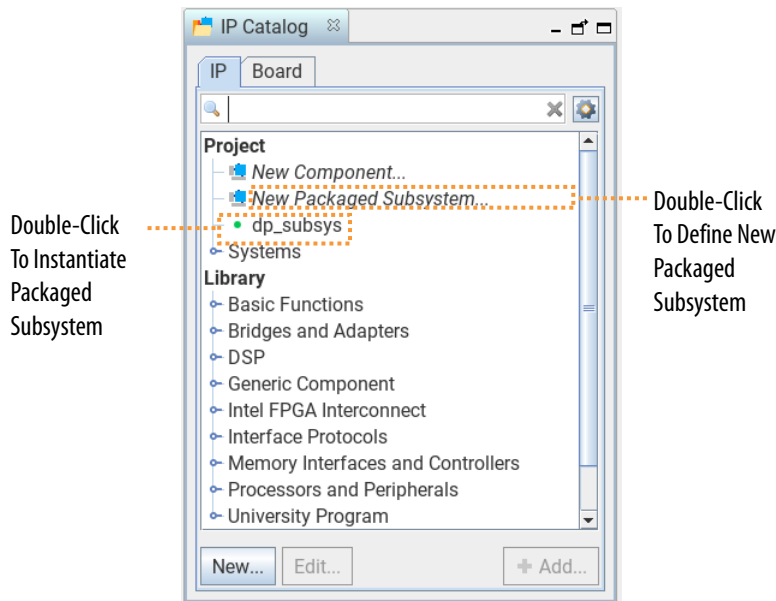 IP Catalog
IP
Board
Project
New Component...
New Packaged Subsystem...
dp_subsys
Systems
Library
Basic Functions
Bridges and Adapters
DSP
Generic Component
Intel FPGA Interconnect
Interface Protocols
Memory Interfaces and Controllers
Processors and Peripherals
University Program
New...
Edit...
Add...
Double-Click
To Instantiate
Packaged
Subsystem
Double-Click
To Define New
Packaged
Subsystem